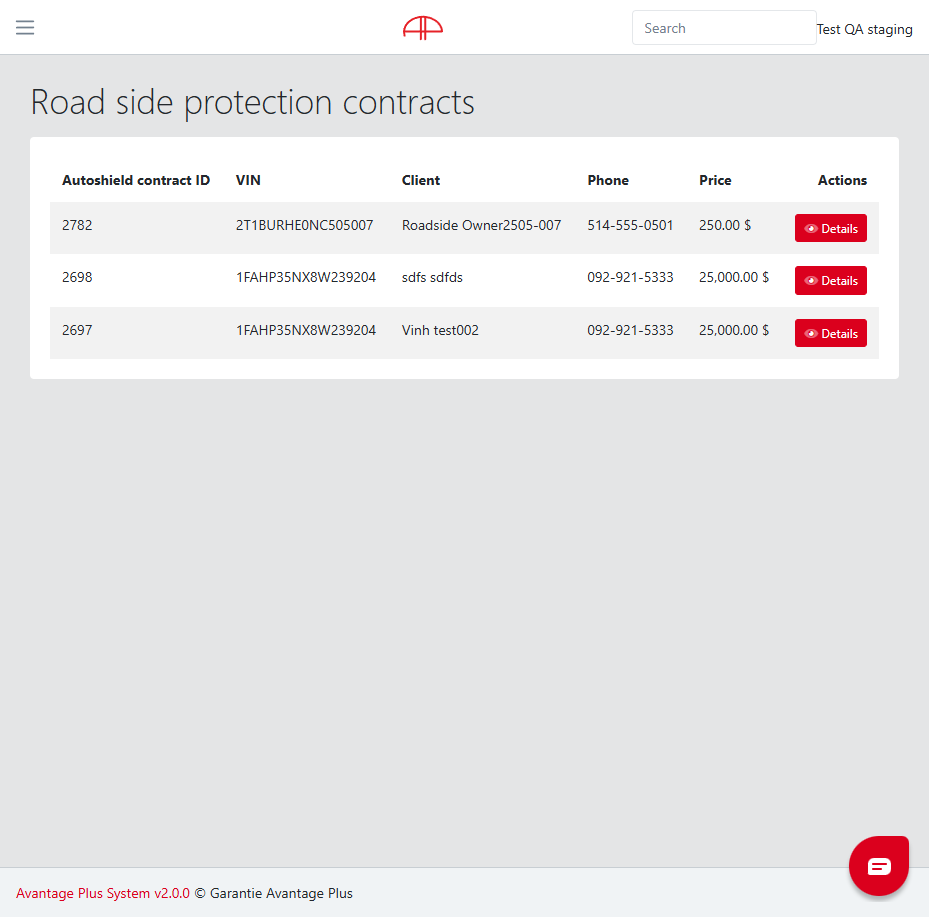 Search
Test QA staging
Road side protection contracts
Autoshield contract ID VIN Client Phone Price Actions
2782 2T1BURHE0NC505007 Roadside Owner2505-007 514-555-0501 250.00 $ Details
2698 1FAHP35NX8W239204 sdfs sdfds 092-921-5333 25,000.00 $ Details
2697 1FAHP35NX8W239204 Vinh test002 092-921-5333 25,000.00 $ Details
Avantage Plus System v2.0.0 © Garantie Avantage Plus